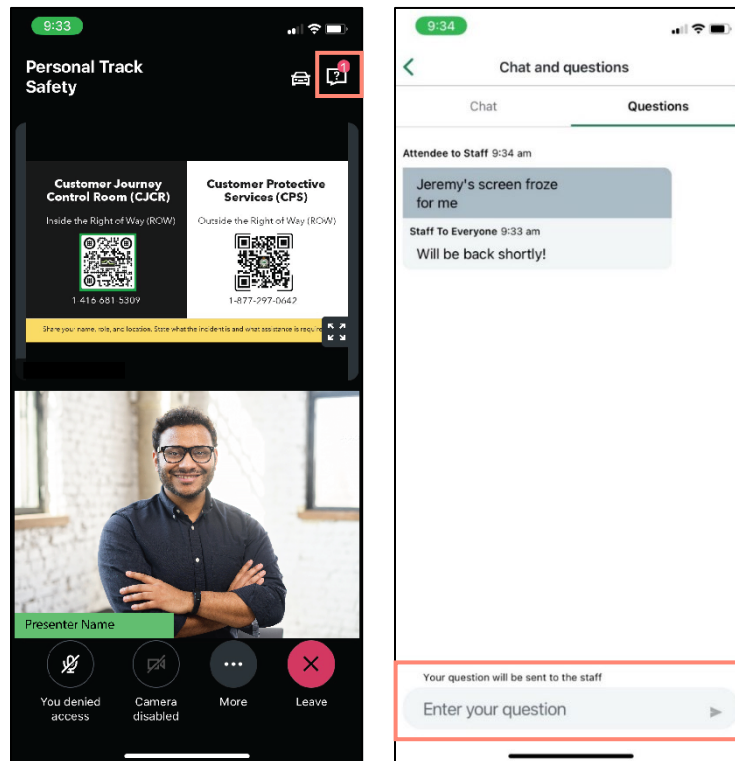 9:33
Personal Track
Safety
1
?
Customer Journey
Control Room (CJCR)
Inside the Right of Way (ROW)
1-416-681-5309
Customer Protective
Services (CPS)
Outside the Right of Way (ROW)
1-877-297-0642
Share your name, role, and location. State what the incident is and what assistance is require
Presenter Name
You denied
access
Camera
disabled
More
Leave
9:34
Chat and questions
Chat
Questions
Attendee to Staff 9:34 am
Jeremy's screen froze
for me
Staff To Everyone 9:33 am
Will be back shortly!
Your question will be sent to the staff
Enter your question